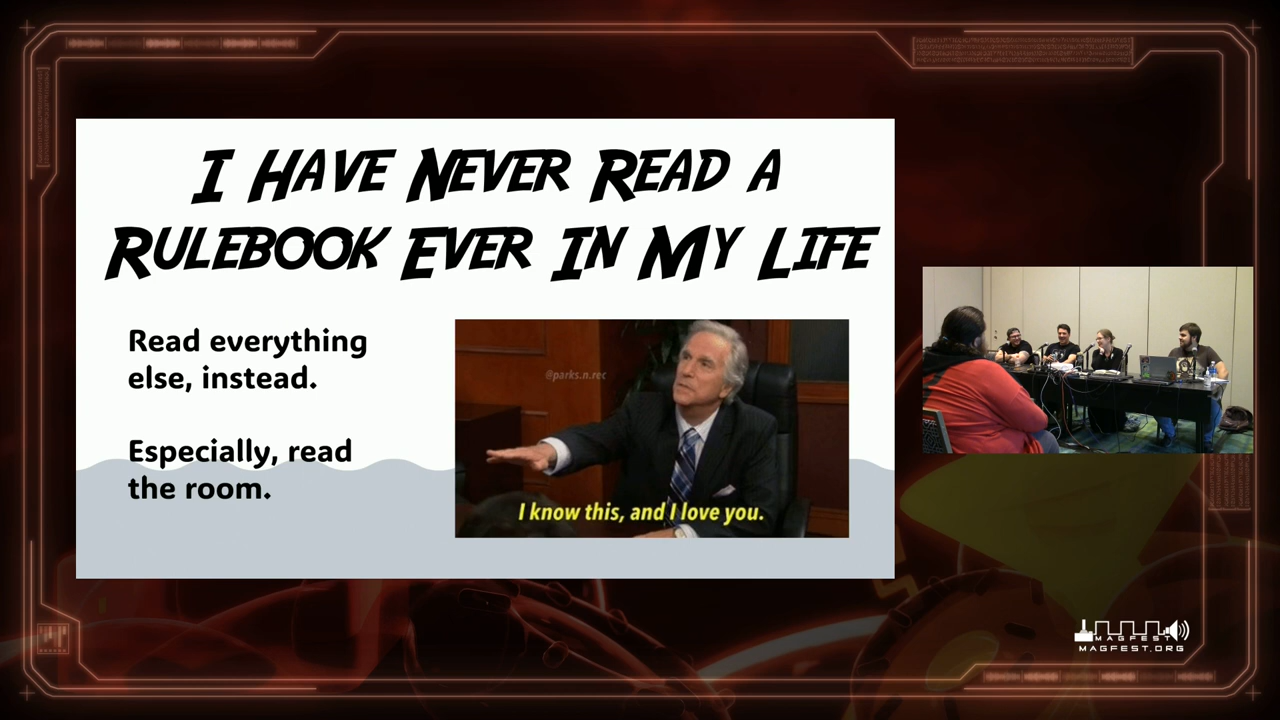 I HAVE NEVER READ A
RULEBOOK EVER IN MY LIFE
Read everything
else, instead.
Especially, read
the room.
@parks.n.rec
I know this, and I love you.
MAGFEST
MAGFEST.ORG